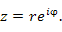 z = re^{iφ}.